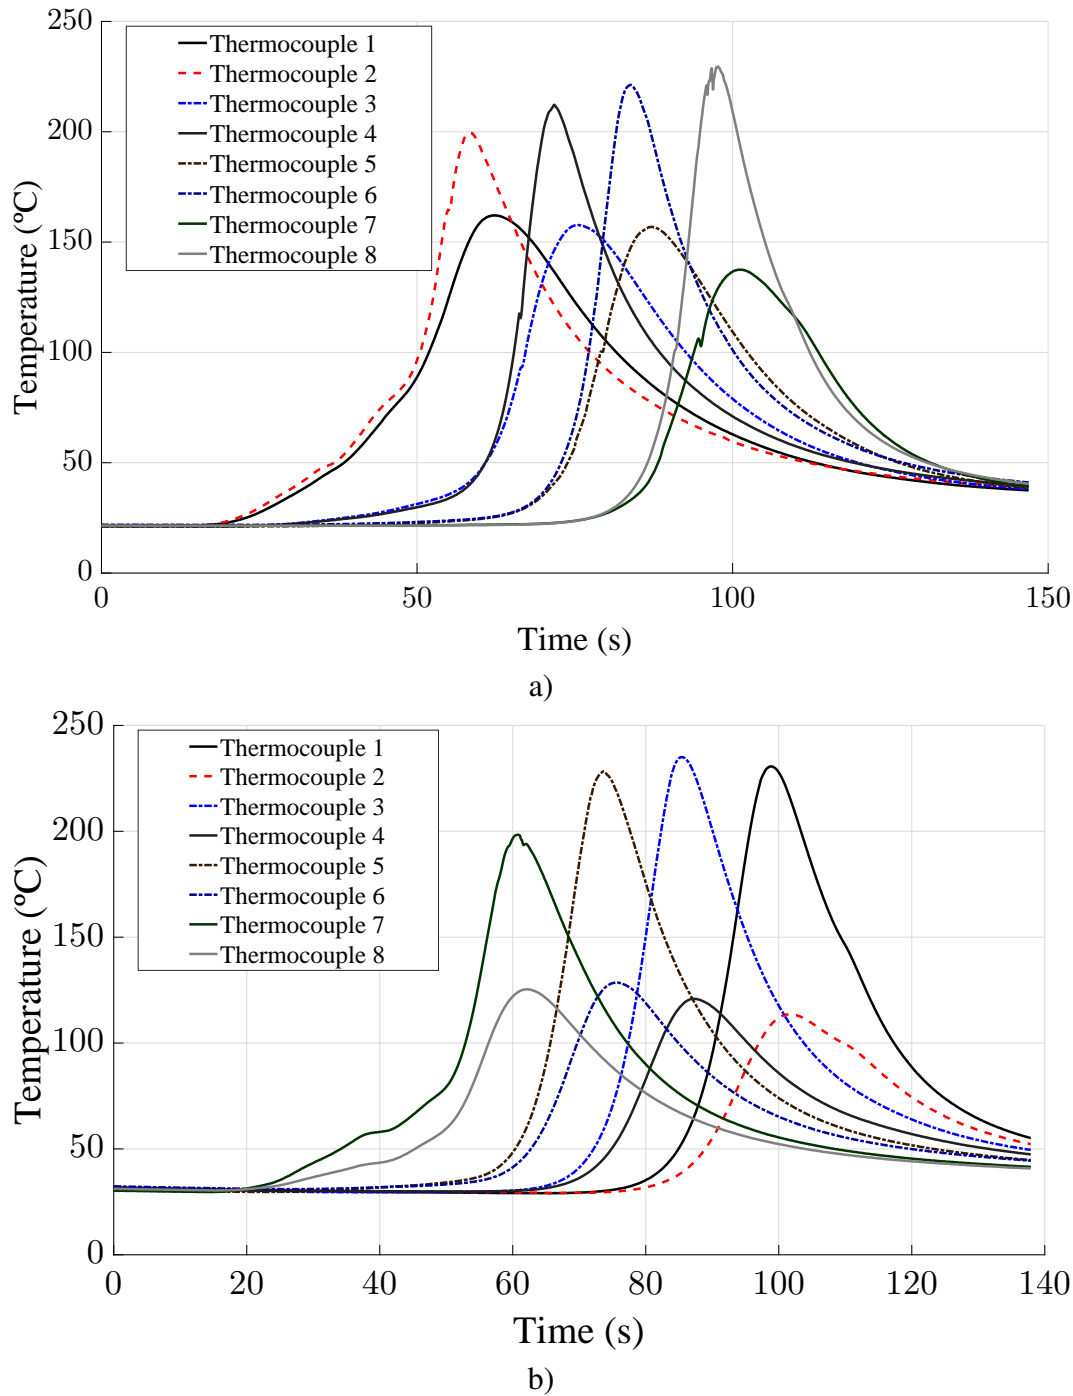 250
200
150
100
50
0
Temperature (ºC)
Thermocouple 1
Thermocouple 2
Thermocouple 3
Thermocouple 4
Thermocouple 5
Thermocouple 6
Thermocouple 7
Thermocouple 8
0 50 100 150
Time (s)
a)
250
200
150
100
50
0
Temperature (ºC)
Thermocouple 1
Thermocouple 2
Thermocouple 3
Thermocouple 4
Thermocouple 5
Thermocouple 6
Thermocouple 7
Thermocouple 8
0 20 40 60 80 100 120 140
Time (s)
b)